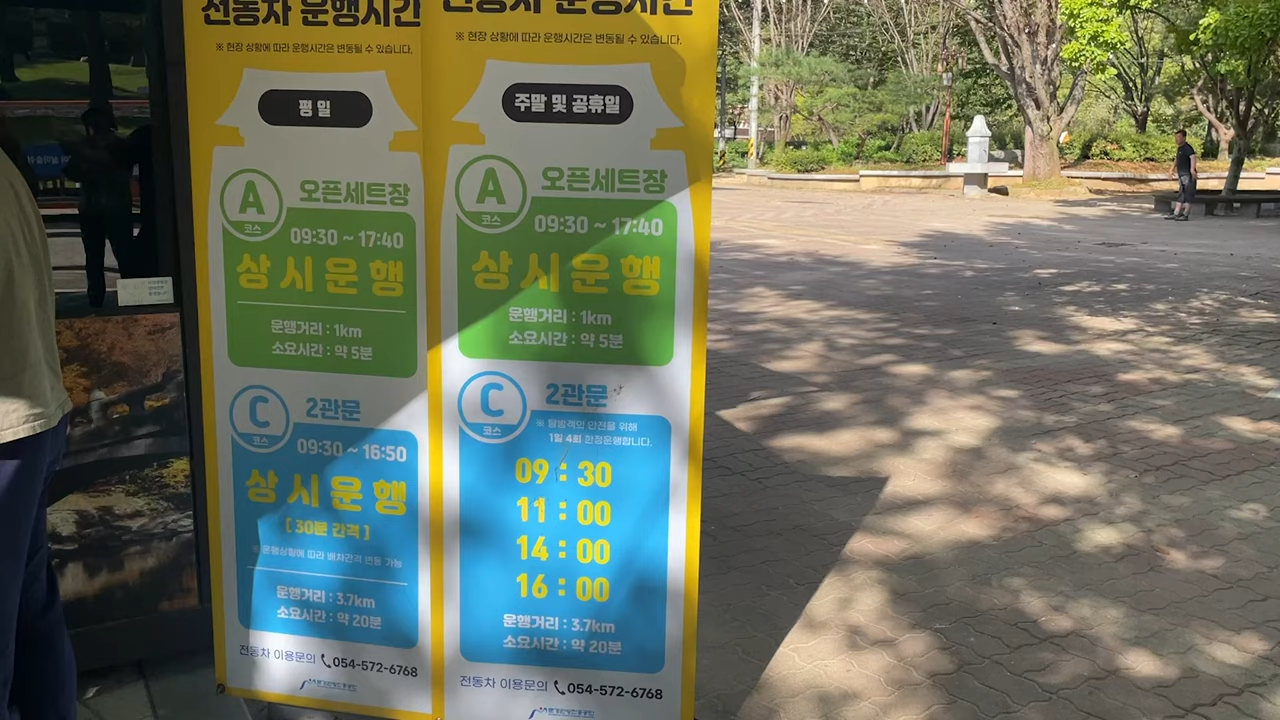 전동차 운행시간
※ 현장 상황에 따라 운행시간은 변동될 수 있습니다.
평 일
A
코스
오픈세트장
09:30 ~ 17:40
상시운행
운행거리 : 1km
소요시간 : 약 5분
C
코스
2관문
09:30 ~ 16:50
상시운행
[ 30분 간격 ]
※ 운행상황에 따라 배차간격 변동 가능
운행거리 : 3.7km
소요시간 : 약 20분
전동차 이용문의 054-572-6768
전동차 운행시간
※ 현장 상황에 따라 운행시간은 변동될 수 있습니다.
주말 및 공휴일
A
코스
오픈세트장
09:30 ~ 17:40
상시운행
운행거리 : 1km
소요시간 : 약 5분
C
코스
2관문
※ 탐방객의 안전을 위해
1일 4회 한정운행합니다.
09 : 30
11 : 00
14 : 00
16 : 00
운행거리 : 3.7km
소요시간 : 약 20분
전동차 이용문의 054-572-6768